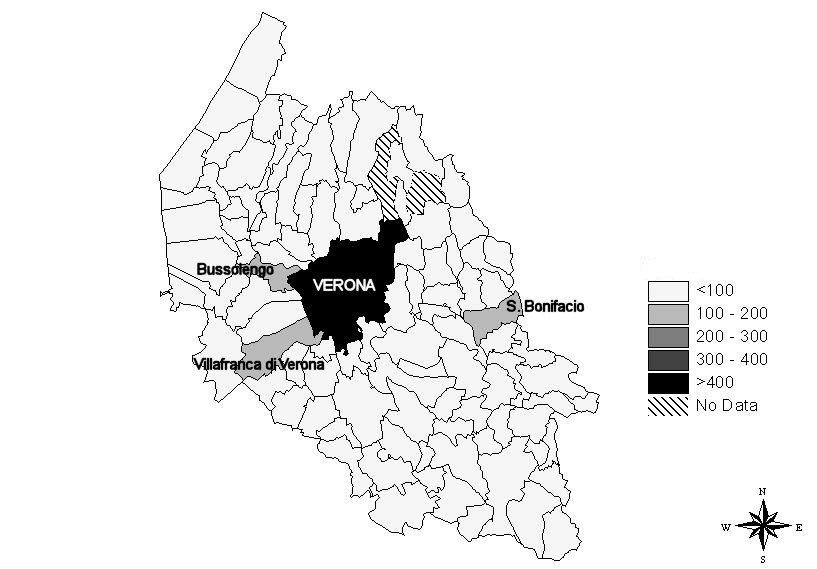 Bussolengo
VERONA
S. Bonifacio
Villafranca di Verona
<100
100 - 200
200 - 300
300 - 400
>400
No Data
N
W E
S